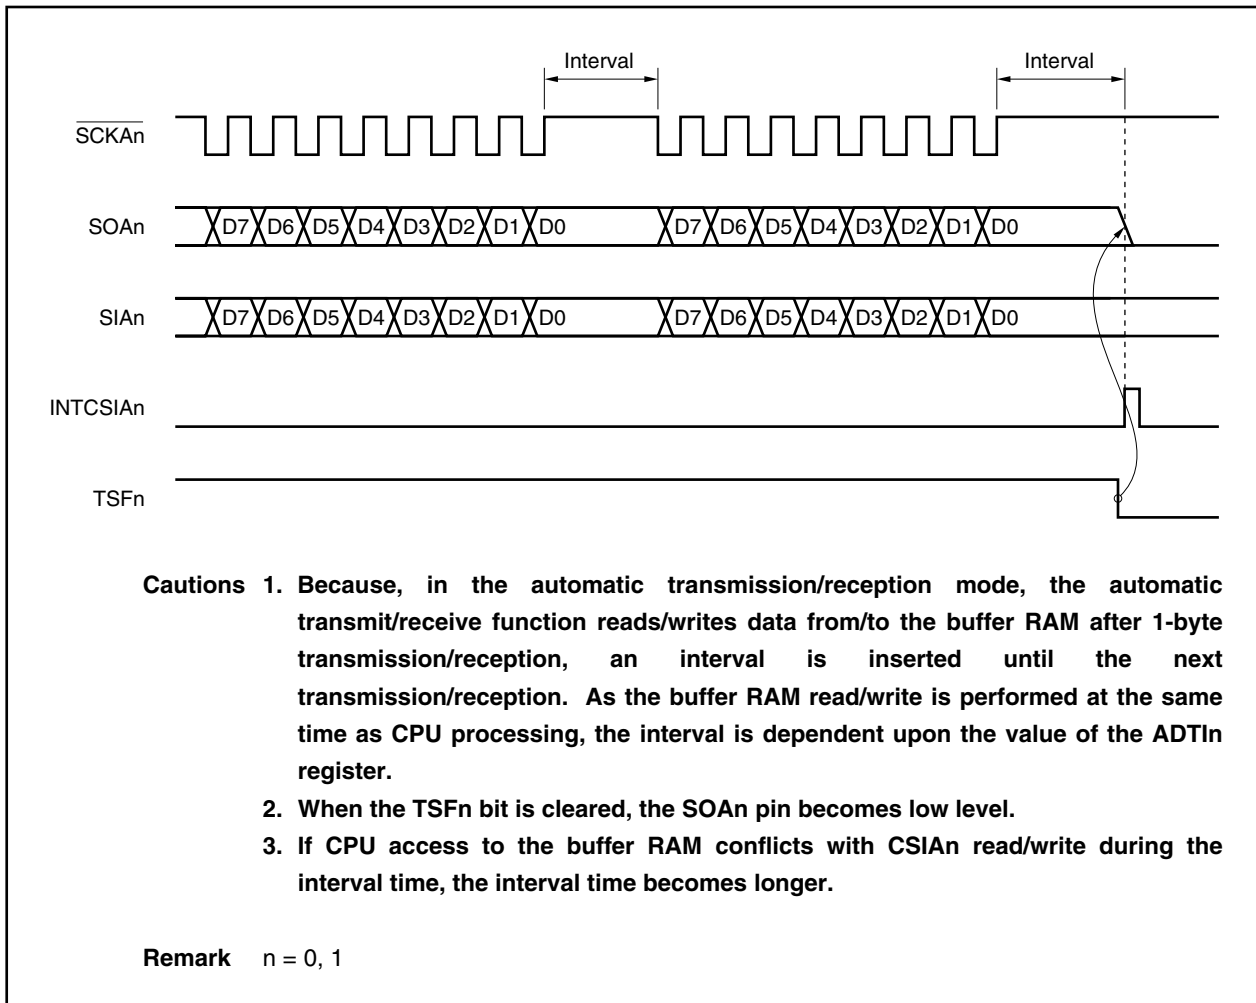 Interval Interval
SCKAn
SOAn D7 D6 D5 D4 D3 D2 D1 D0 D7 D6 D5 D4 D3 D2 D1 D0
SIAn D7 D6 D5 D4 D3 D2 D1 D0 D7 D6 D5 D4 D3 D2 D1 D0
INTCSIAn
TSFn
Cautions 1. Because, in the automatic transmission/reception mode, the automatic
transmit/receive function reads/writes data from/to the buffer RAM after 1-byte
transmission/reception, an interval is inserted until the next
transmission/reception. As the buffer RAM read/write is performed at the same
time as CPU processing, the interval is dependent upon the value of the ADTIn
register.
2. When the TSFn bit is cleared, the SOAn pin becomes low level.
3. If CPU access to the buffer RAM conflicts with CSIAn read/write during the
interval time, the interval time becomes longer.
Remark n = 0, 1